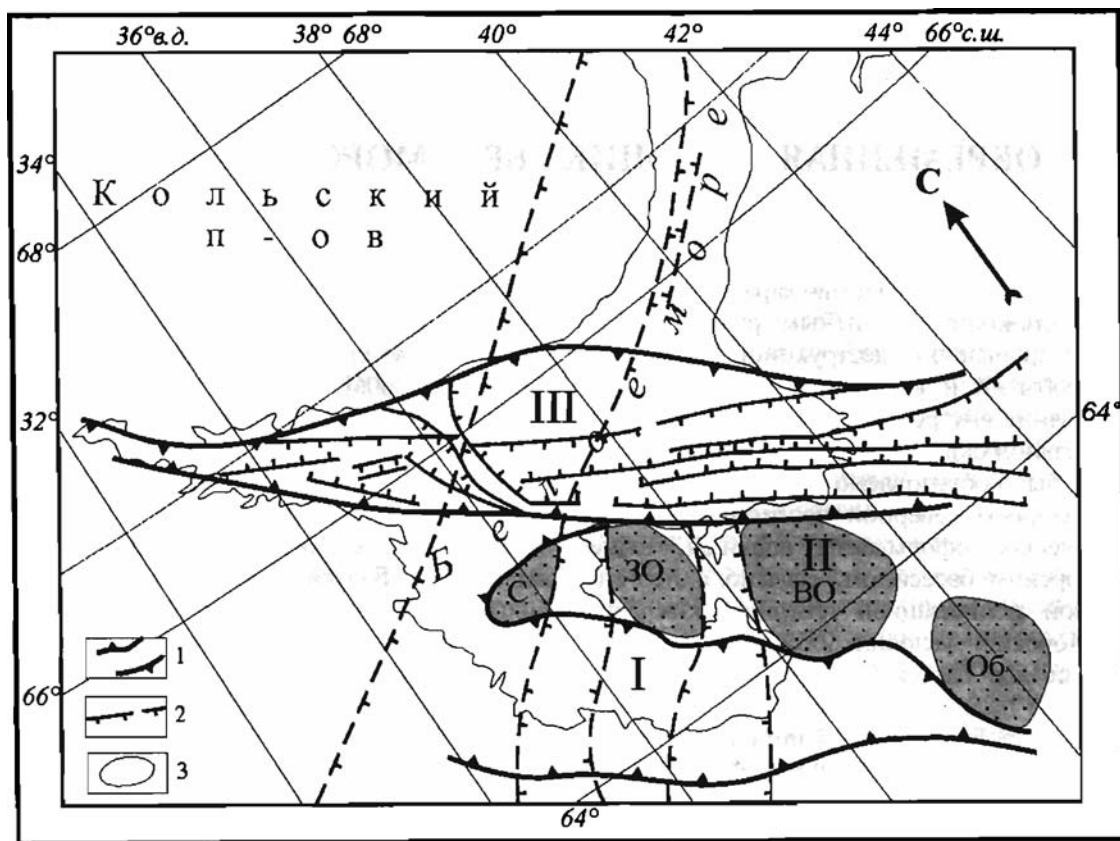 36°в.д.
38°
68°
40°
42°
44°
66°с.ш.
34°
68°
32°
66°
64°
64°
Кольский
п-ов
Белое море
С
III
II
I
С
ЗО
ВО
Об
1
2
3